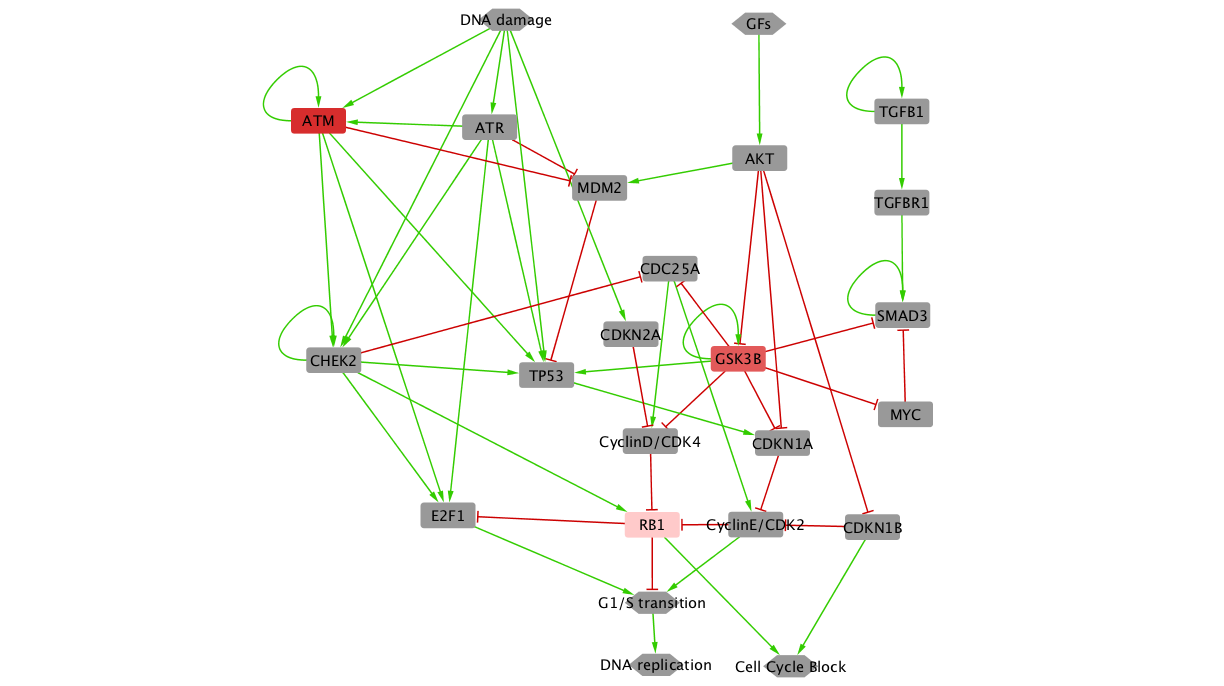 DNA damage
GFs
TGFB1
ATM
ATR
AKT
MDM2
TGFBR1
CDC25A
SMAD3
CDKN2A
CHEK2
GSK3B
TP53
MYC
CyclinD/CDK4
CDKN1A
E2F1
RB1
CyclinE/CDK2
CDKN1B
G1/S transition
DNA replication
Cell Cycle Block